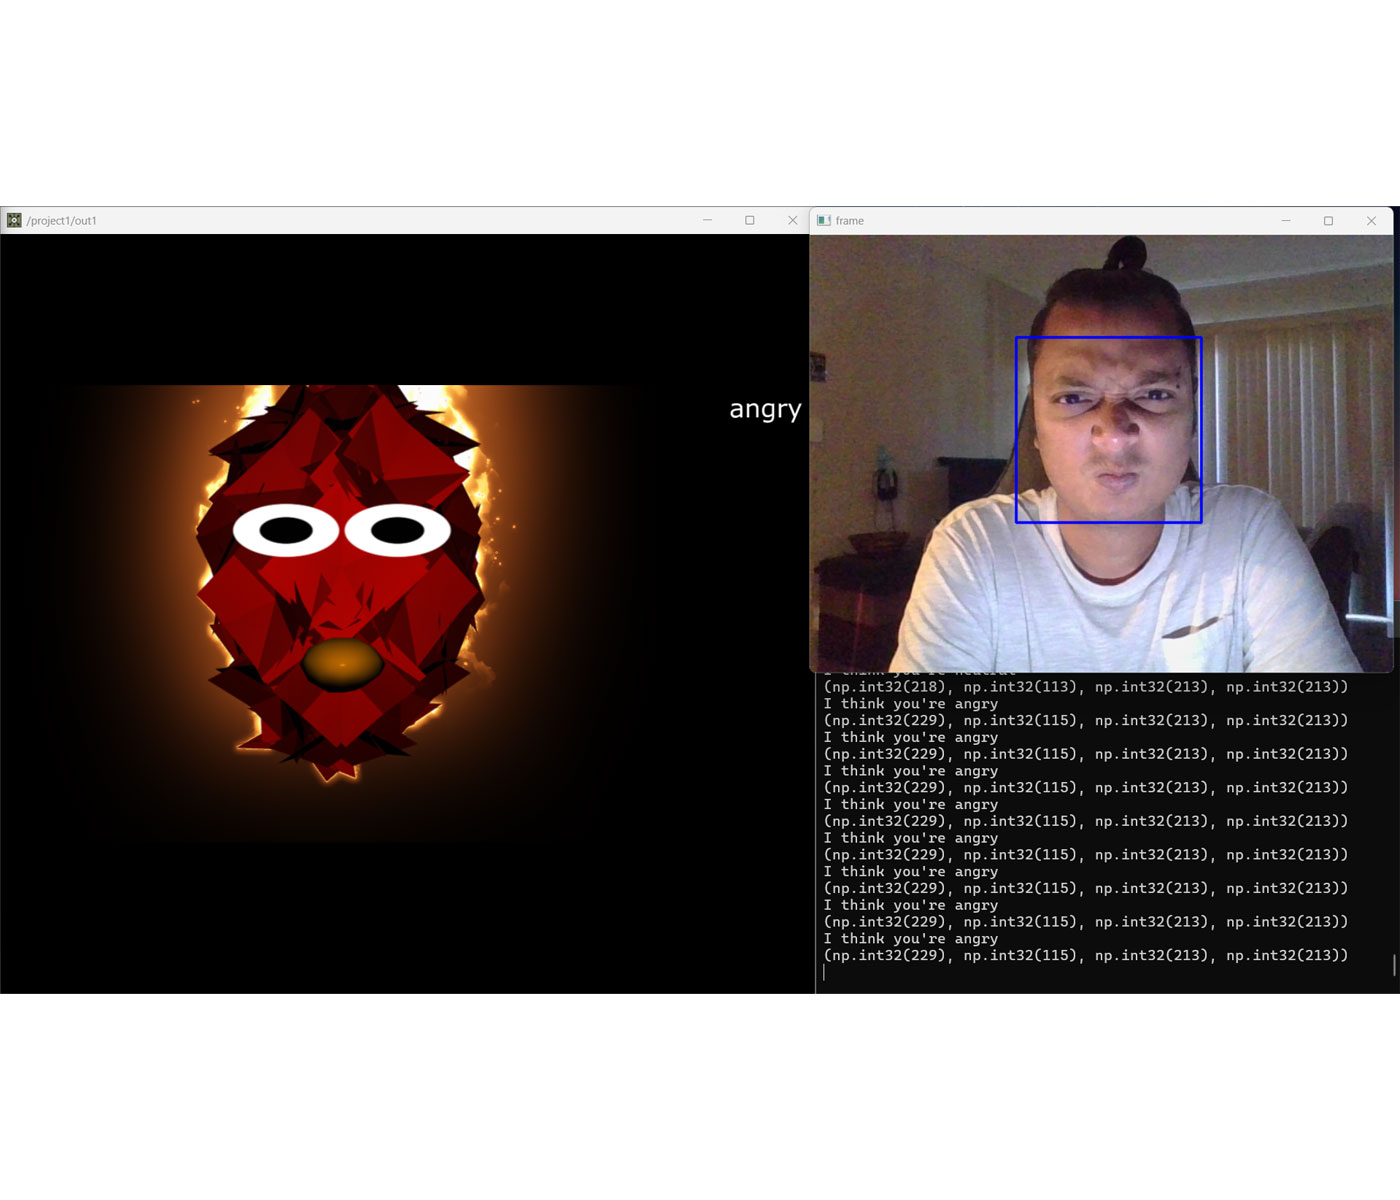 /project1/out1
angry
frame
I think you're neutral
(np.int32(218), np.int32(113), np.int32(213), np.int32(213))
I think you're angry
(np.int32(229), np.int32(115), np.int32(213), np.int32(213))
I think you're angry
(np.int32(229), np.int32(115), np.int32(213), np.int32(213))
I think you're angry
(np.int32(229), np.int32(115), np.int32(213), np.int32(213))
I think you're angry
(np.int32(229), np.int32(115), np.int32(213), np.int32(213))
I think you're angry
(np.int32(229), np.int32(115), np.int32(213), np.int32(213))
I think you're angry
(np.int32(229), np.int32(115), np.int32(213), np.int32(213))
I think you're angry
(np.int32(229), np.int32(115), np.int32(213), np.int32(213))
I think you're angry
(np.int32(229), np.int32(115), np.int32(213), np.int32(213))